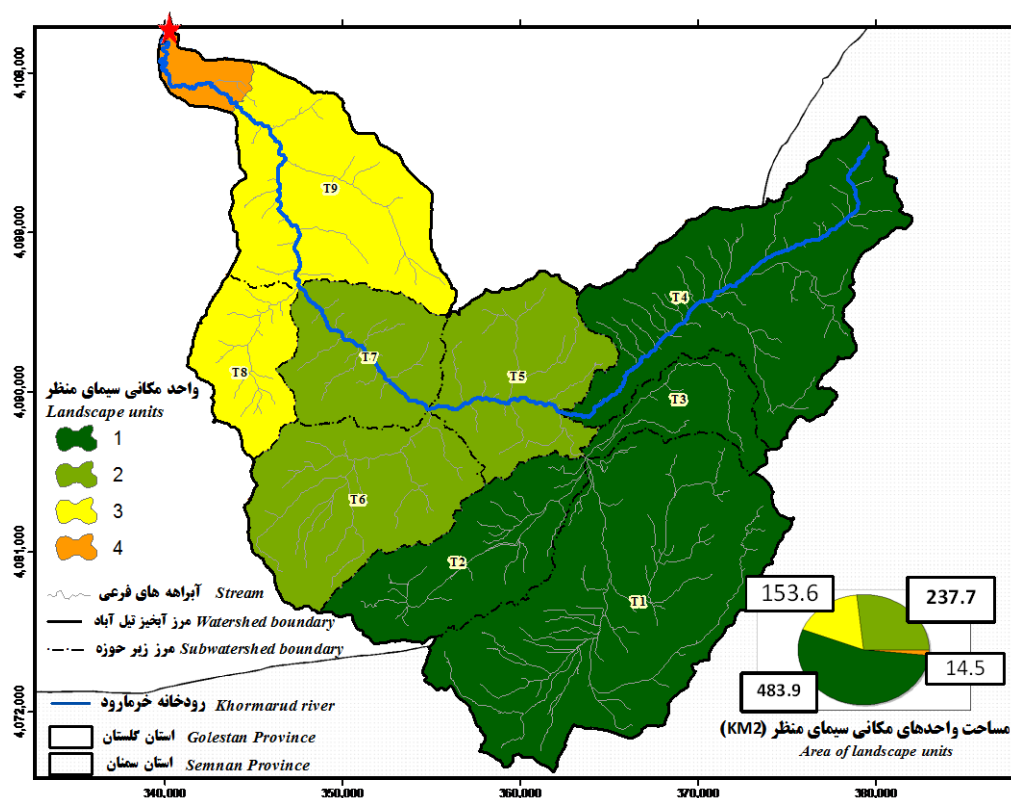 4,108,000
4,099,000
4,090,000
4,081,000
4,072,000
T9
T4
T7
T5
T8
T3
T6
T2
T1
واحد مکانی سیمای منظر
Landscape units
1
2
3
4
آبراهه های فرعی Stream
مرز آبخیز تیل آباد Watershed boundary
مرز زیر حوزه Subwatershed boundary
رودخانه خرمارود Khormarud river
استان گلستان Golestan Province
استان سمنان Semnan Province
153.6
237.7
14.5
483.9
مساحت واحدهای مکانی سیمای منظر (KM2)
Area of landscape units
340,000
350,000
360,000
370,000
380,000